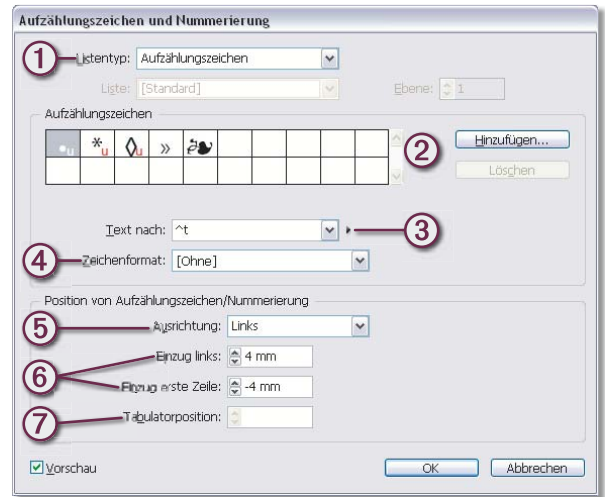 Aufzählungszeichen und Nummerierung
1 Listentyp: Aufzählungszeichen
Liste: [Standard] Ebene: 1
Aufzählungszeichen
•u *u ◊u »
2 Hinzufügen...
Löschen
Text nach: ^t 3
4 Zeichenformat: [Ohne]
Position von Aufzählungszeichen/Nummerierung
5 Ausrichtung: Links
6 Einzug links: 4 mm
Einzug erste Zeile: -4 mm
7 Tabulatorposition:
Vorschau OK Abbrechen